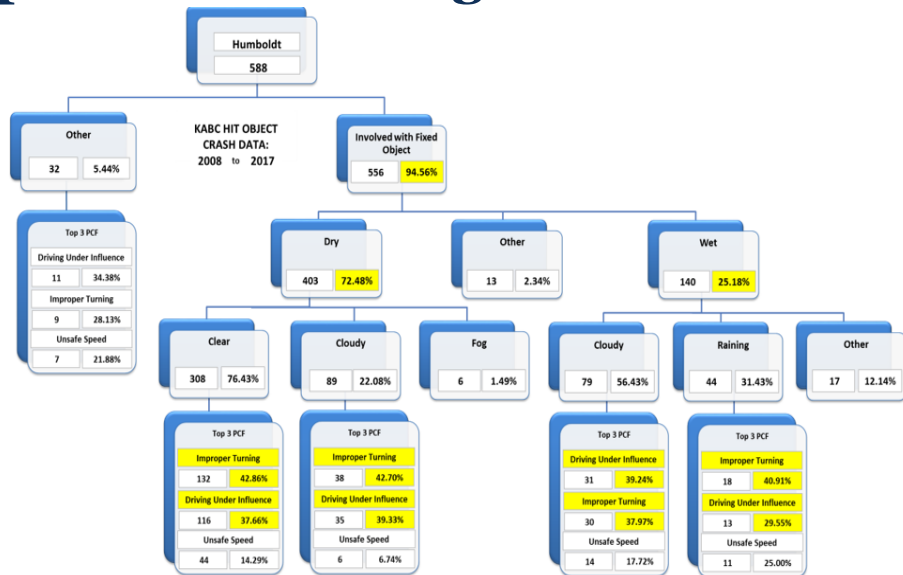 Humboldt
588
KABC HIT OBJECT
CRASH DATA:
2008 to 2017
Other
32 5.44%
Involved with Fixed
Object
556 94.56%
Top 3 PCF
Driving Under Influence
11 34.38%
Improper Turning
9 28.13%
Unsafe Speed
7 21.88%
Dry
403 72.48%
Other
13 2.34%
Wet
140 25.18%
Clear
308 76.43%
Cloudy
89 22.08%
Fog
6 1.49%
Cloudy
79 56.43%
Raining
44 31.43%
Other
17 12.14%
Top 3 PCF
Improper Turning
132 42.86%
Driving Under Influence
116 37.66%
Unsafe Speed
44 14.29%
Top 3 PCF
Improper Turning
38 42.70%
Driving Under Influence
35 39.33%
Unsafe Speed
6 6.74%
Top 3 PCF
Driving Under Influence
31 39.24%
Improper Turning
30 37.97%
Unsafe Speed
14 17.72%
Top 3 PCF
Improper Turning
18 40.91%
Driving Under Influence
13 29.55%
Unsafe Speed
11 25.00%